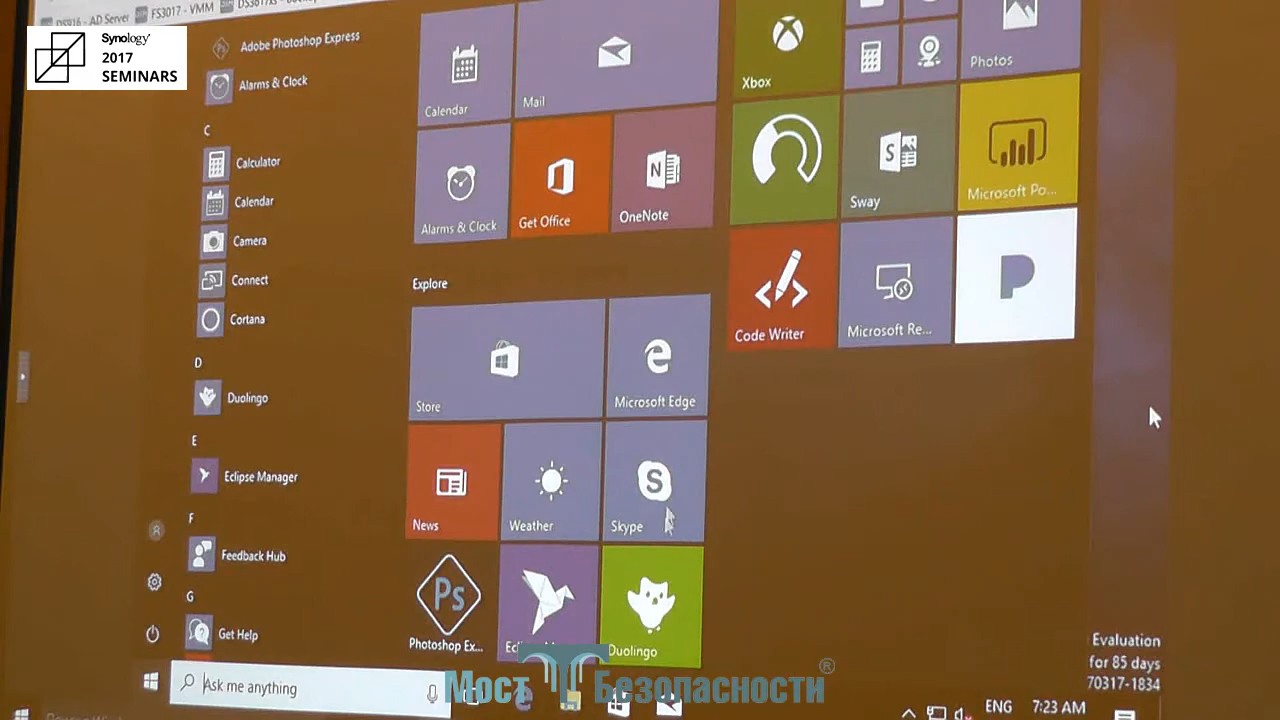 DS916 - AD Server
FS3017 - VMM
Synology
2017
SEMINARS
Adobe Photoshop Express
Alarms & Clock
C
Calculator
Calendar
Camera
Connect
Cortana
D
Duolingo
E
Eclipse Manager
F
Feedback Hub
G
Get Help
Ask me anything
Calendar
Mail
Alarms & Clock
Get Office
OneNote
Explore
Store
Microsoft Edge
News
Weather
Skype
Ps
Photoshop Ex...
Duolingo
Xbox
Photos
Sway
Microsoft Po...
Code Writer
Microsoft Re...
Evaluation
for 85 days
70317-1834
ENG 7:23 AM
Мост Безопасности ®